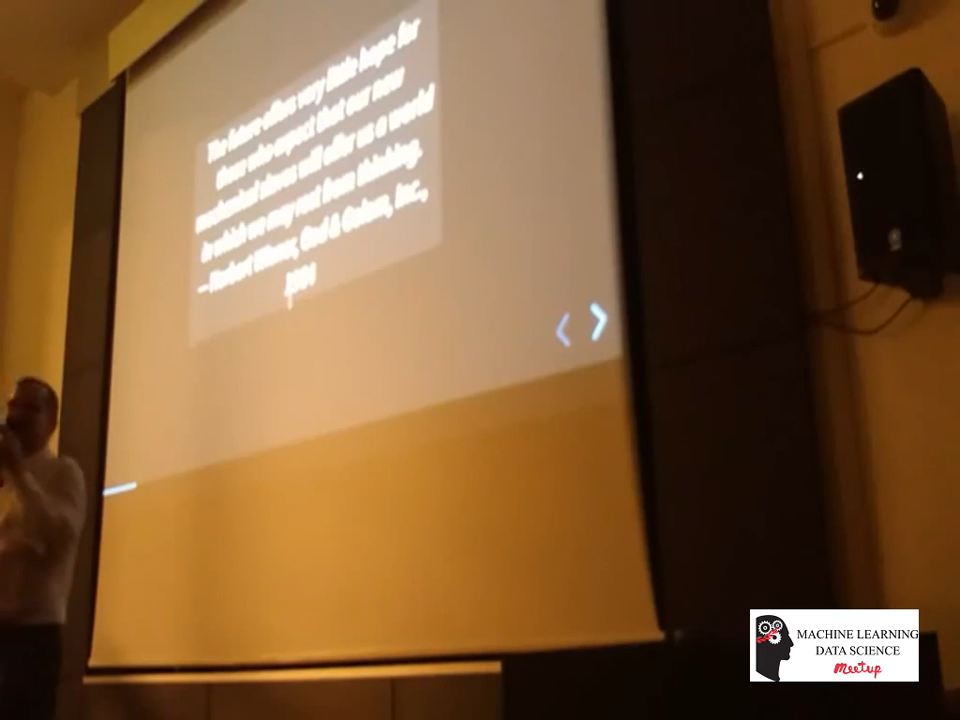 The future offers very little hope for
those who expect that our new
mechanical slaves will offer us a world
in which we may rest from thinking.
—Norbert Wiener, God & Golem, Inc.,
1964
MACHINE LEARNING
DATA SCIENCE
meetup